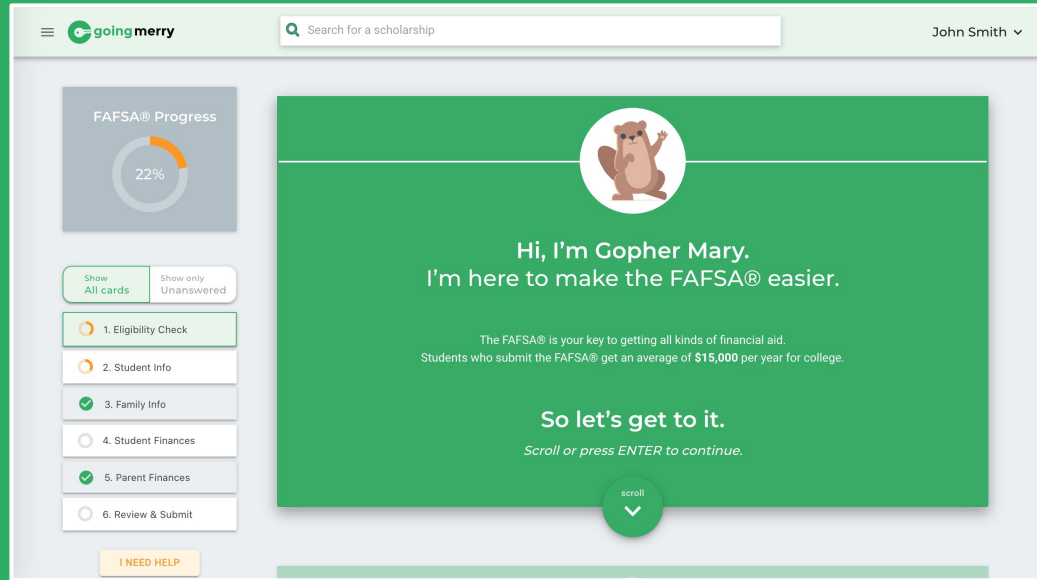 goingmerry
Search for a scholarship
John Smith
FAFSA® Progress
22%
Show
All cards
Show only
Unanswered
1. Eligibility Check
2. Student Info
3. Family Info
4. Student Finances
5. Parent Finances
6. Review & Submit
I NEED HELP
Hi, I'm Gopher Mary.
I'm here to make the FAFSA® easier.
The FAFSA® is your key to getting all kinds of financial aid.
Students who submit the FAFSA® get an average of $15,000 per year for college.
So let's get to it.
Scroll or press ENTER to continue.
scroll